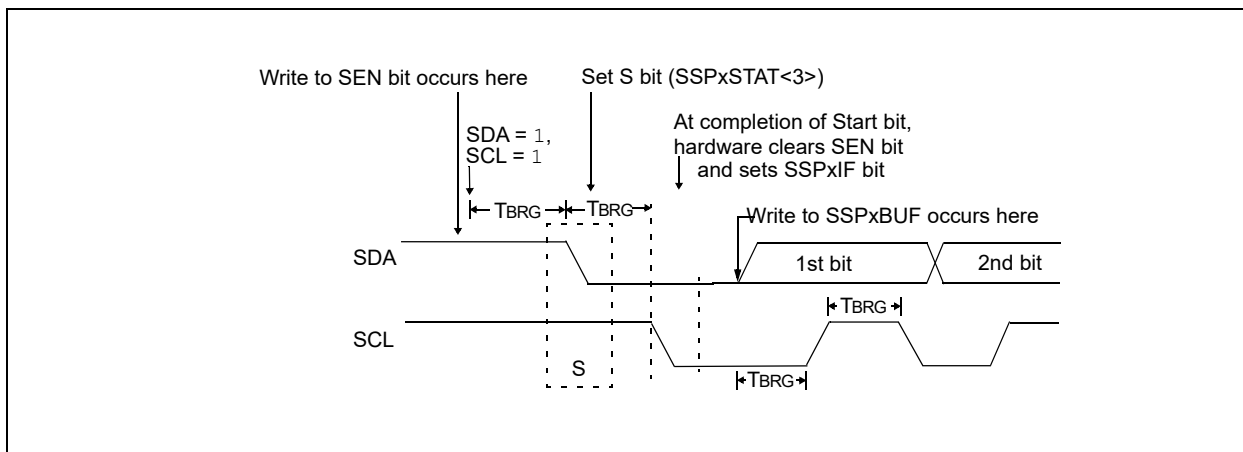 Write to SEN bit occurs here
Set S bit (SSPxSTAT<3>)
SDA = 1,
SCL = 1
At completion of Start bit,
hardware clears SEN bit
and sets SSPxIF bit
TBRG
TBRG
Write to SSPxBUF occurs here
SDA
1st bit
2nd bit
TBRG
SCL
S
TBRG